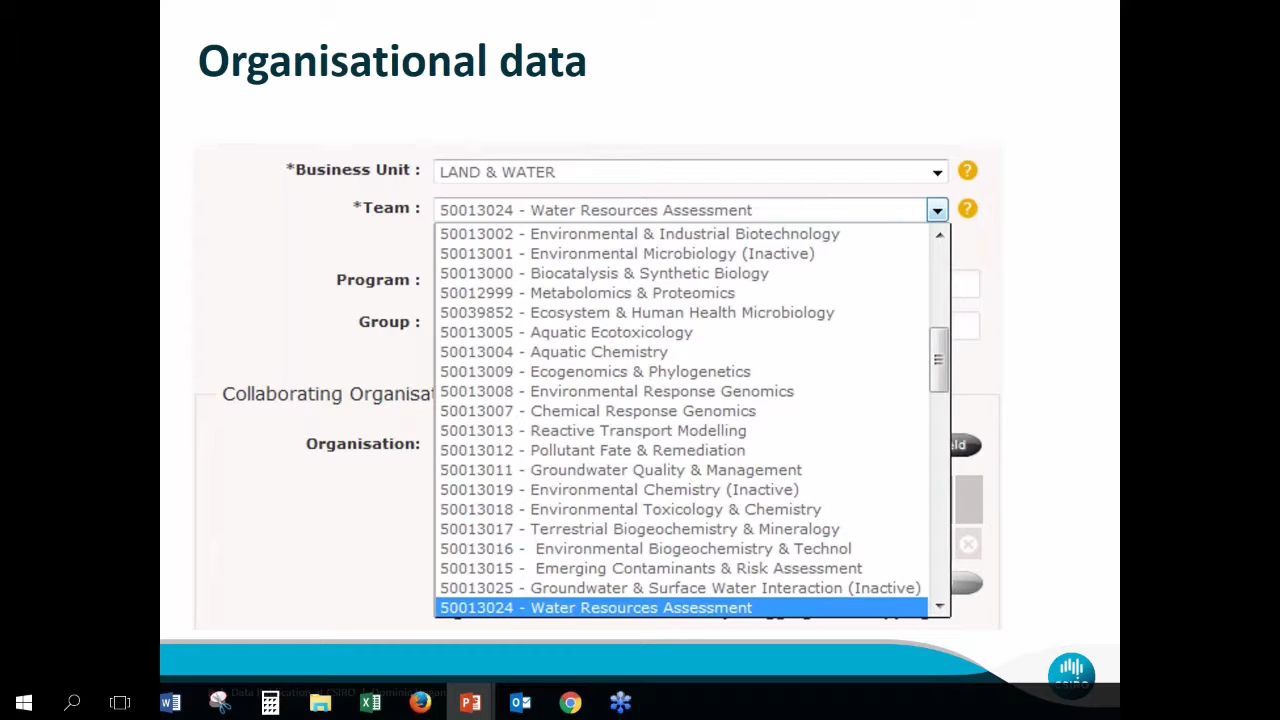 Organisational data
*Business Unit : LAND & WATER
*Team : 50013024 - Water Resources Assessment
50013002 - Environmental & Industrial Biotechnology
50013001 - Environmental Microbiology (Inactive)
50013000 - Biocatalysis & Synthetic Biology
Program :
50012999 - Metabolomics & Proteomics
50039852 - Ecosystem & Human Health Microbiology
Group :
50013005 - Aquatic Ecotoxicology
50013004 - Aquatic Chemistry
50013009 - Ecogenomics & Phylogenetics
Collaborating Organisat
50013008 - Environmental Response Genomics
50013007 - Chemical Response Genomics
50013013 - Reactive Transport Modelling
Organisation:
50013012 - Pollutant Fate & Remediation
50013011 - Groundwater Quality & Management
50013019 - Environmental Chemistry (Inactive)
50013018 - Environmental Toxicology & Chemistry
50013017 - Terrestrial Biogeochemistry & Mineralogy
50013016 - Environmental Biogeochemistry & Technol
50013015 - Emerging Contaminants & Risk Assessment
50013025 - Groundwater & Surface Water Interaction (Inactive)
50013024 - Water Resources Assessment
CSIRO